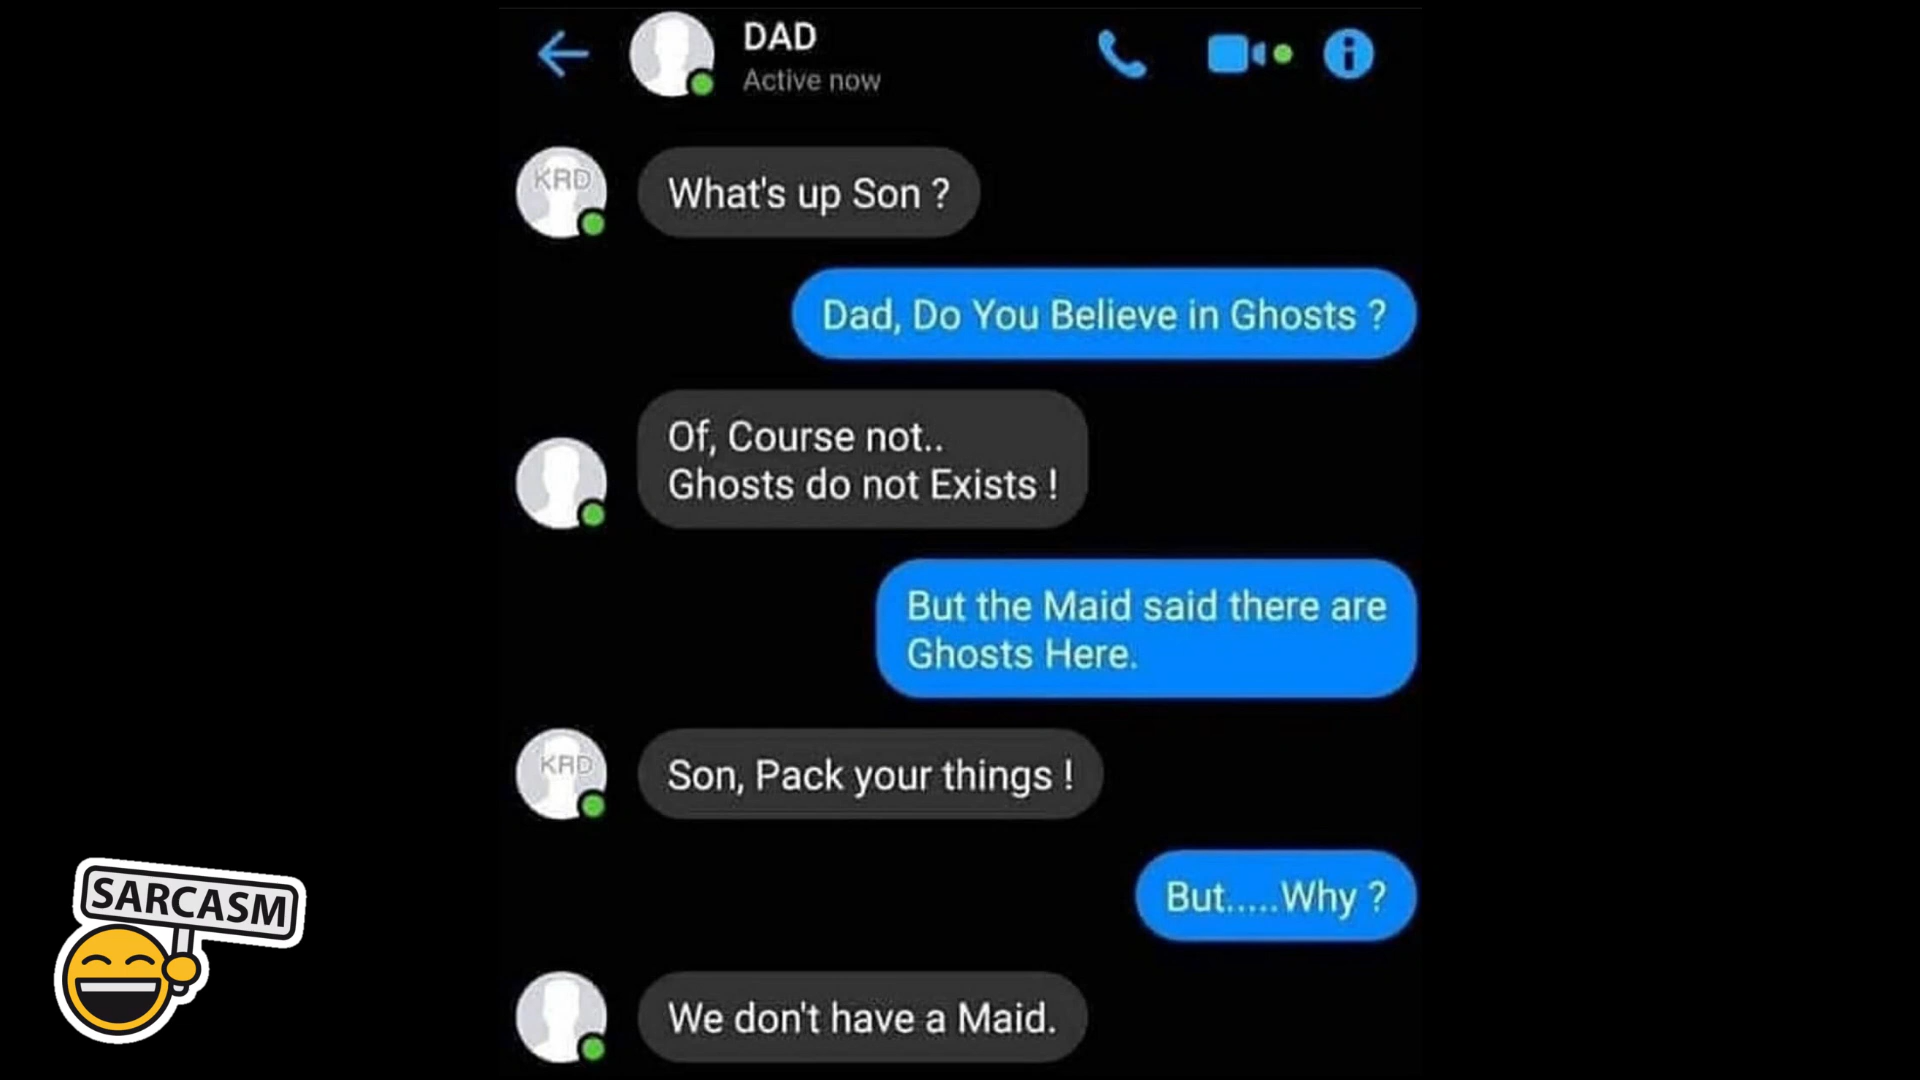 DAD
Active now
KRD
What's up Son ?
Dad, Do You Believe in Ghosts ?
Of, Course not..
Ghosts do not Exists !
But the Maid said there are
Ghosts Here.
KRD
Son, Pack your things !
But.....Why ?
We don't have a Maid.
SARCASM